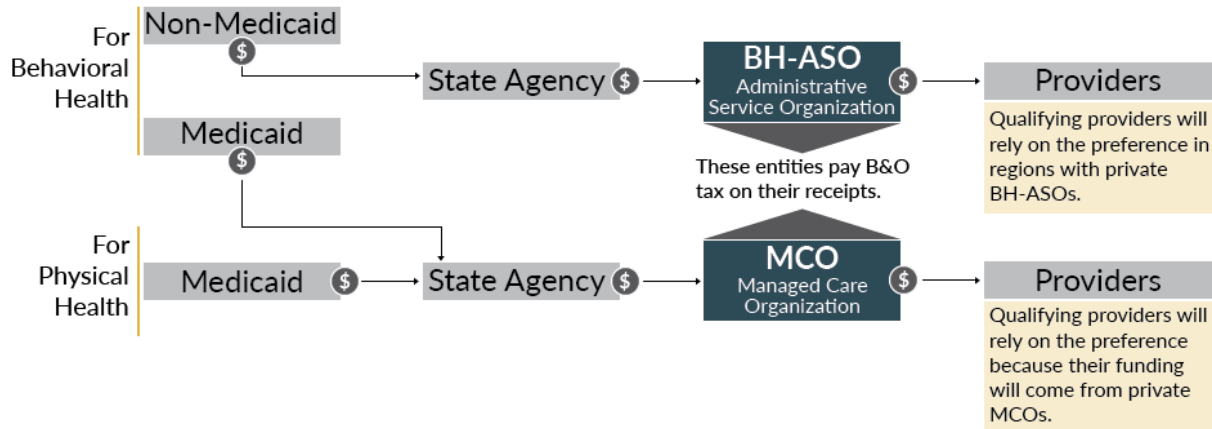 For
Behavioral
Health
Non-Medicaid
$
State Agency
$
BH-ASO
Administrative
Service Organization
$
Providers
Qualifying providers will
rely on the preference in
regions with private
BH-ASOs.
Medicaid
$
These entities pay B&O
tax on their receipts.
For
Physical
Health
Medicaid
$
State Agency
$
MCO
Managed Care
Organization
$
Providers
Qualifying providers will
rely on the preference
because their funding
will come from private
MCOs.